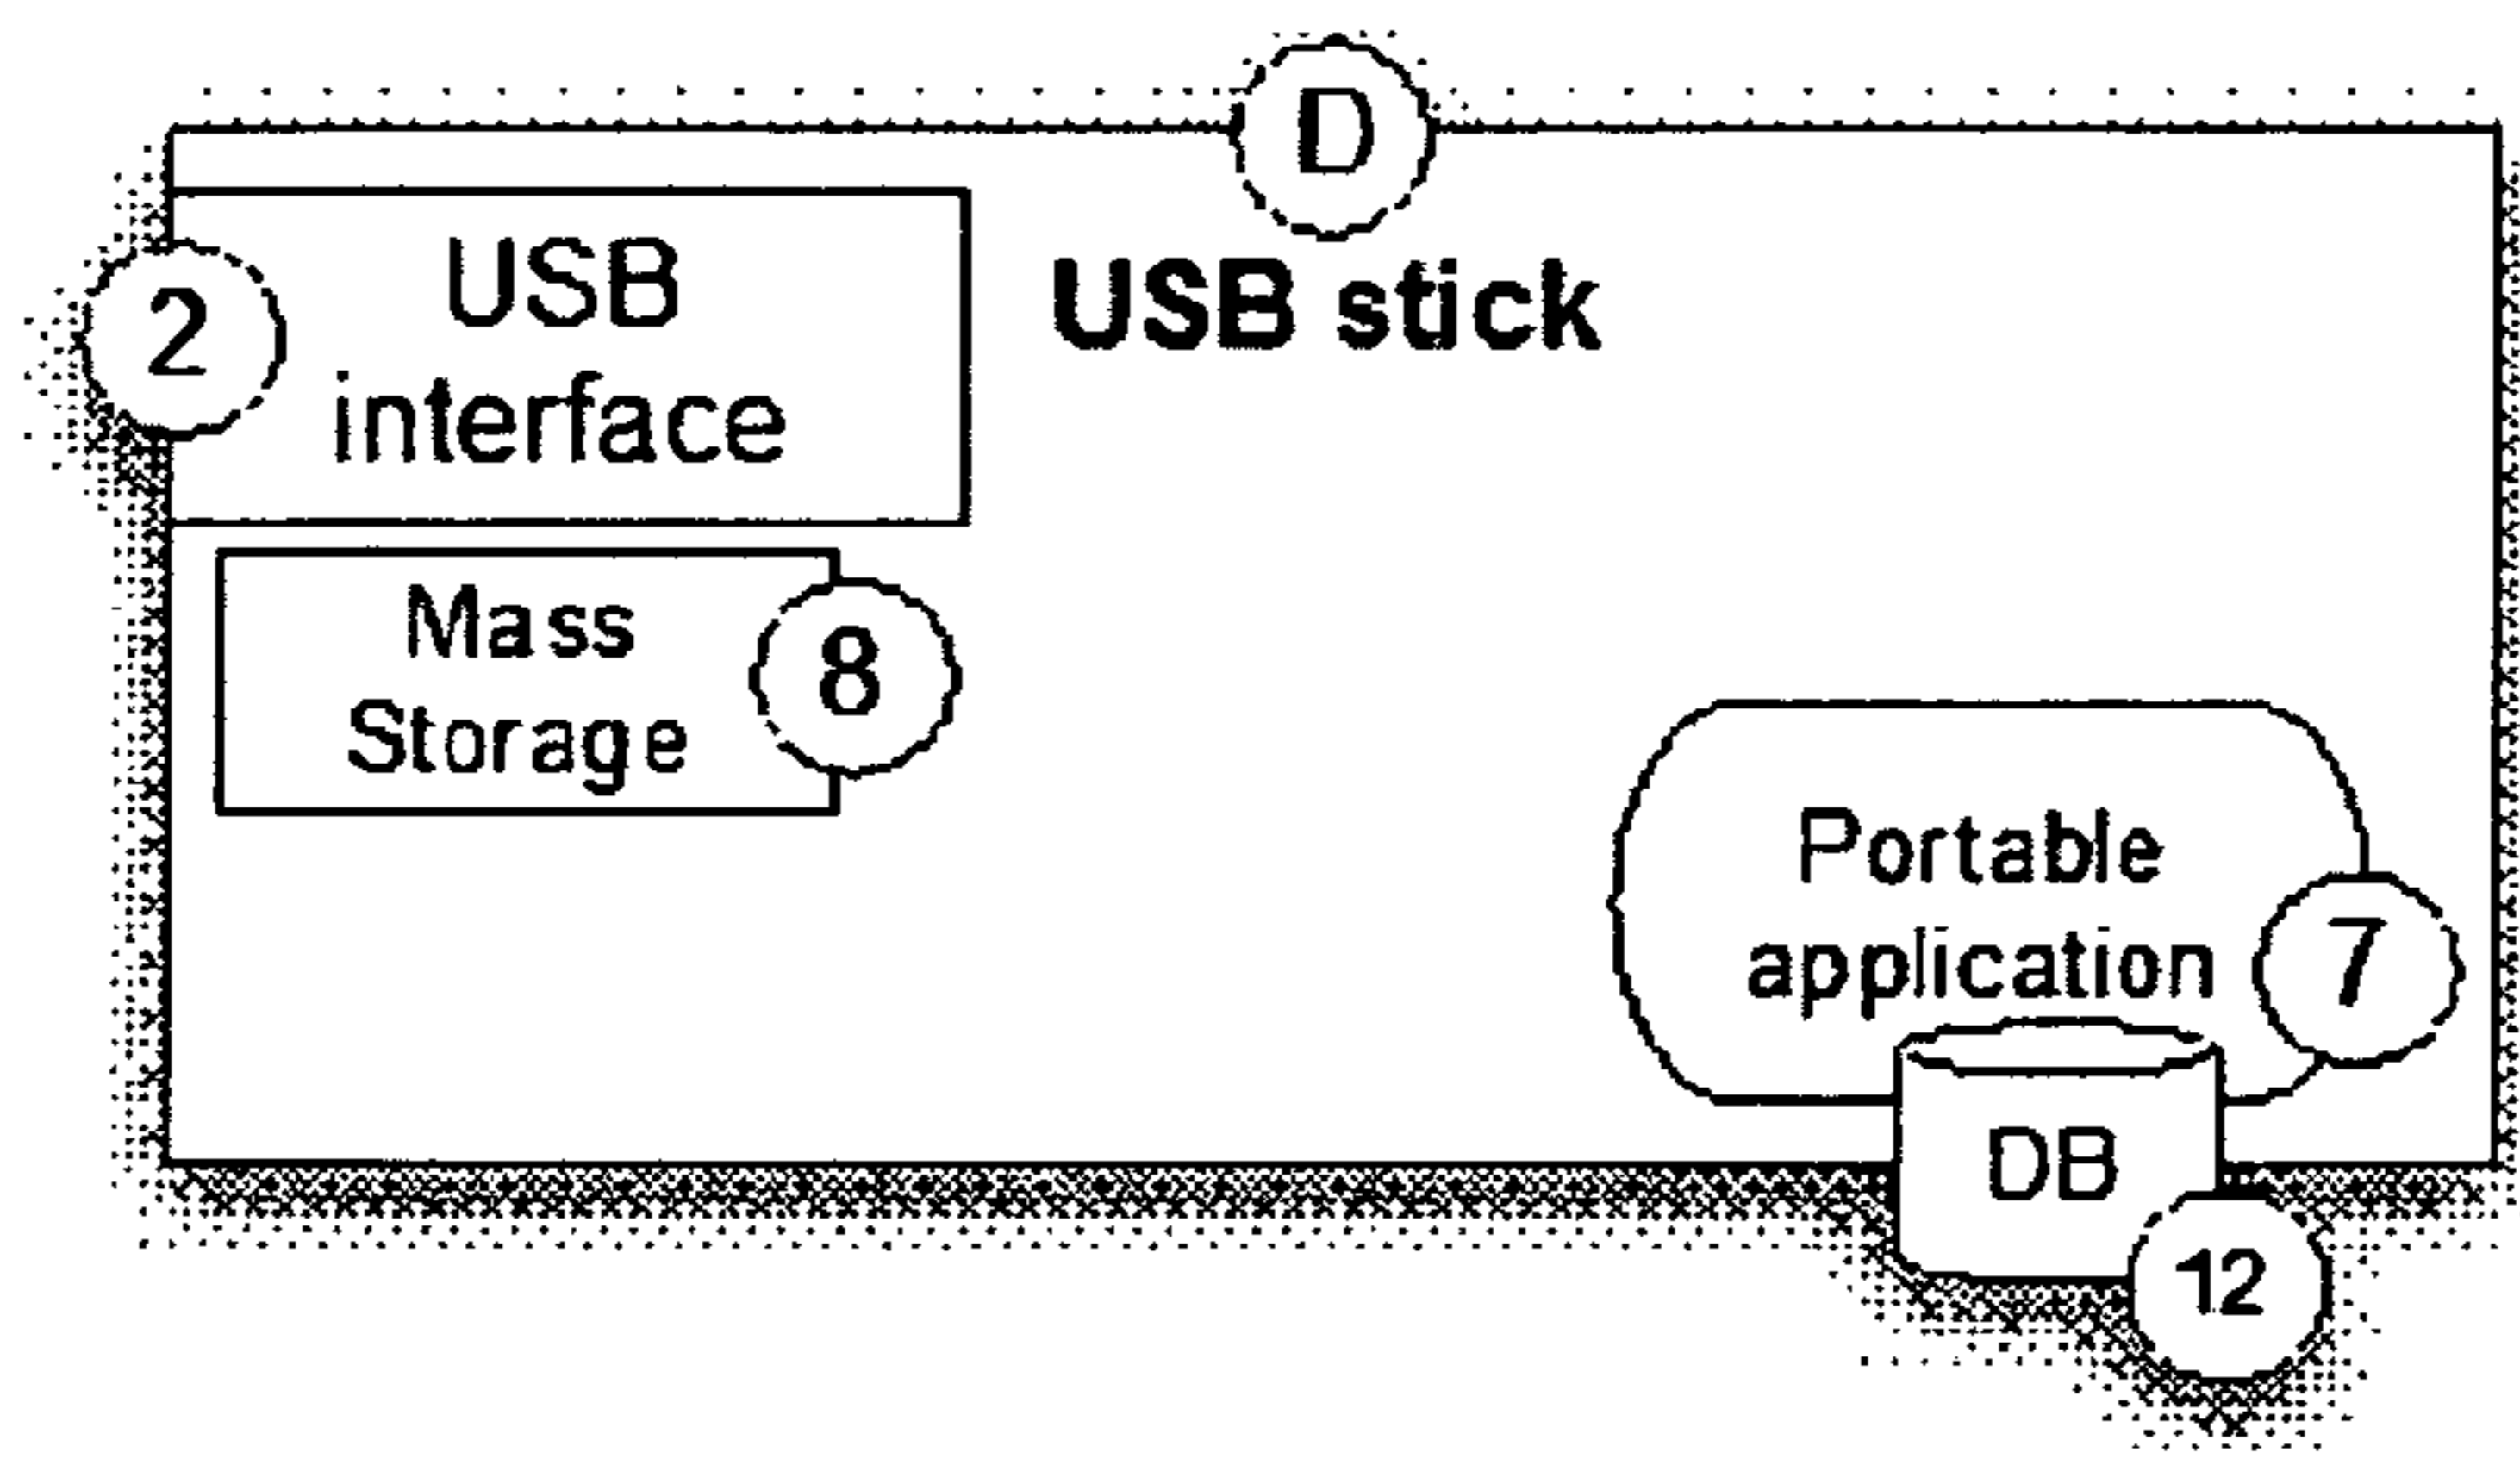 D
USB stick
2
USB
interface
Mass
Storage
8
Portable
application
7
DB
12